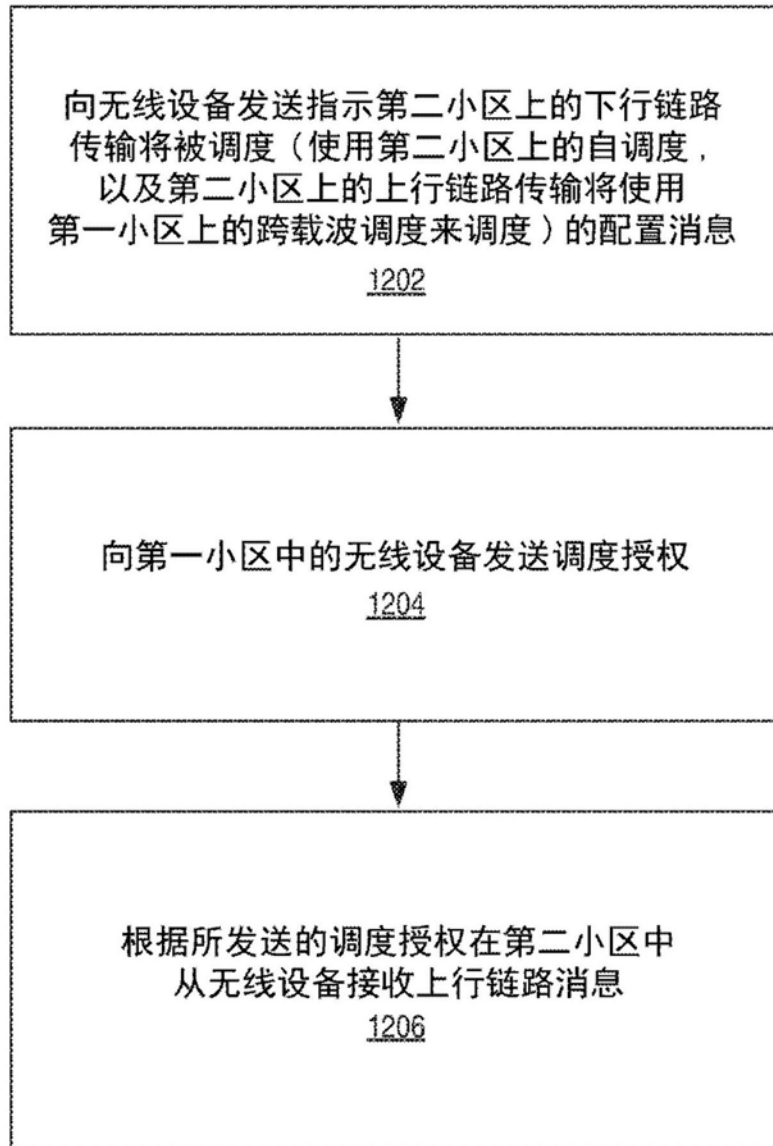 向无线设备发送指示第二小区上的下行链路
传输将被调度（使用第二小区上的自调度，
以及第二小区上的上行链路传输将使用
第一小区上的跨载波调度来调度）的配置消息
1202
向第一小区中的无线设备发送调度授权
1204
根据所发送的调度授权在第二小区中
从无线设备接收上行链路消息
1206